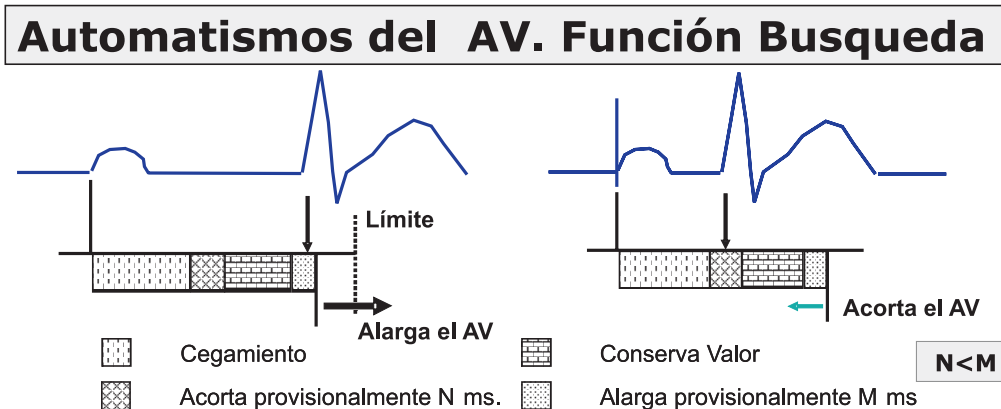 Automatismos del AV. Función Busqueda
Límite
Alarga el AV
Acorta el AV
Cegamiento
Conserva Valor
N<M
Acorta provisionalmente N ms.
Alarga provisionalmente M ms